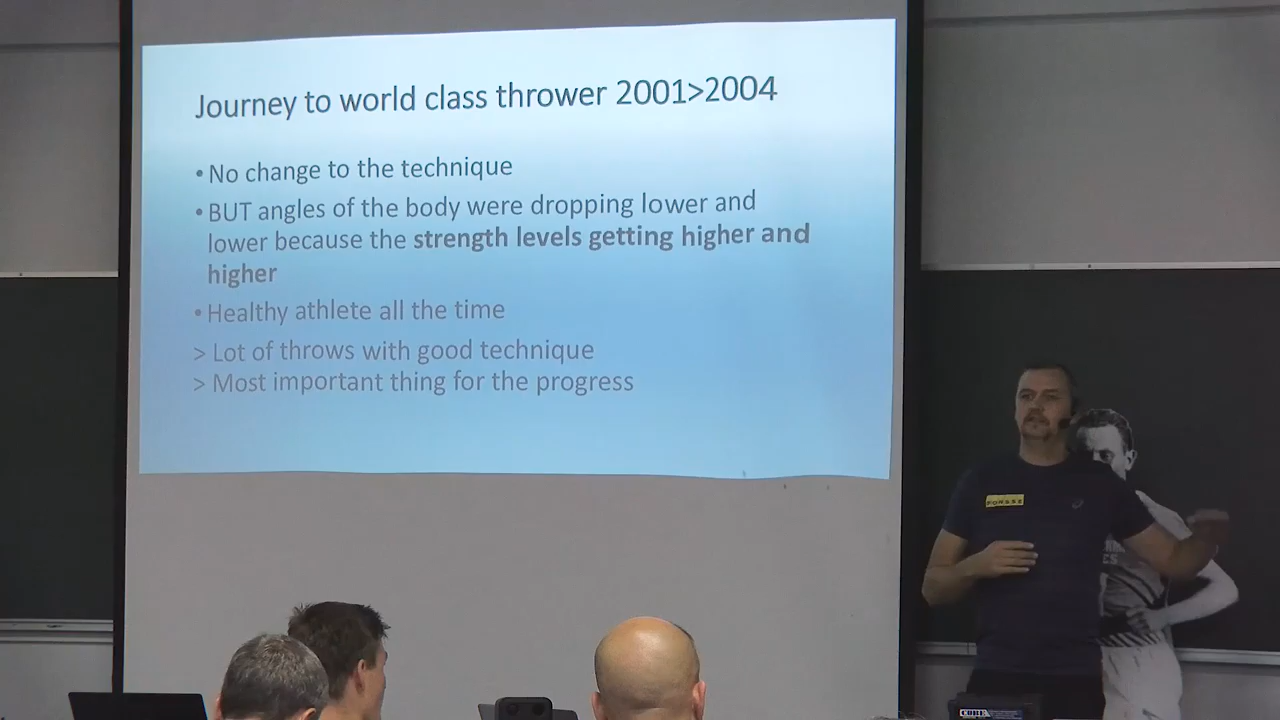 Journey to world class thrower 2001>2004
• No change to the technique
• BUT angles of the body were dropping lower and
lower because the strength levels getting higher and
higher
• Healthy athlete all the time
> Lot of throws with good technique
> Most important thing for the progress